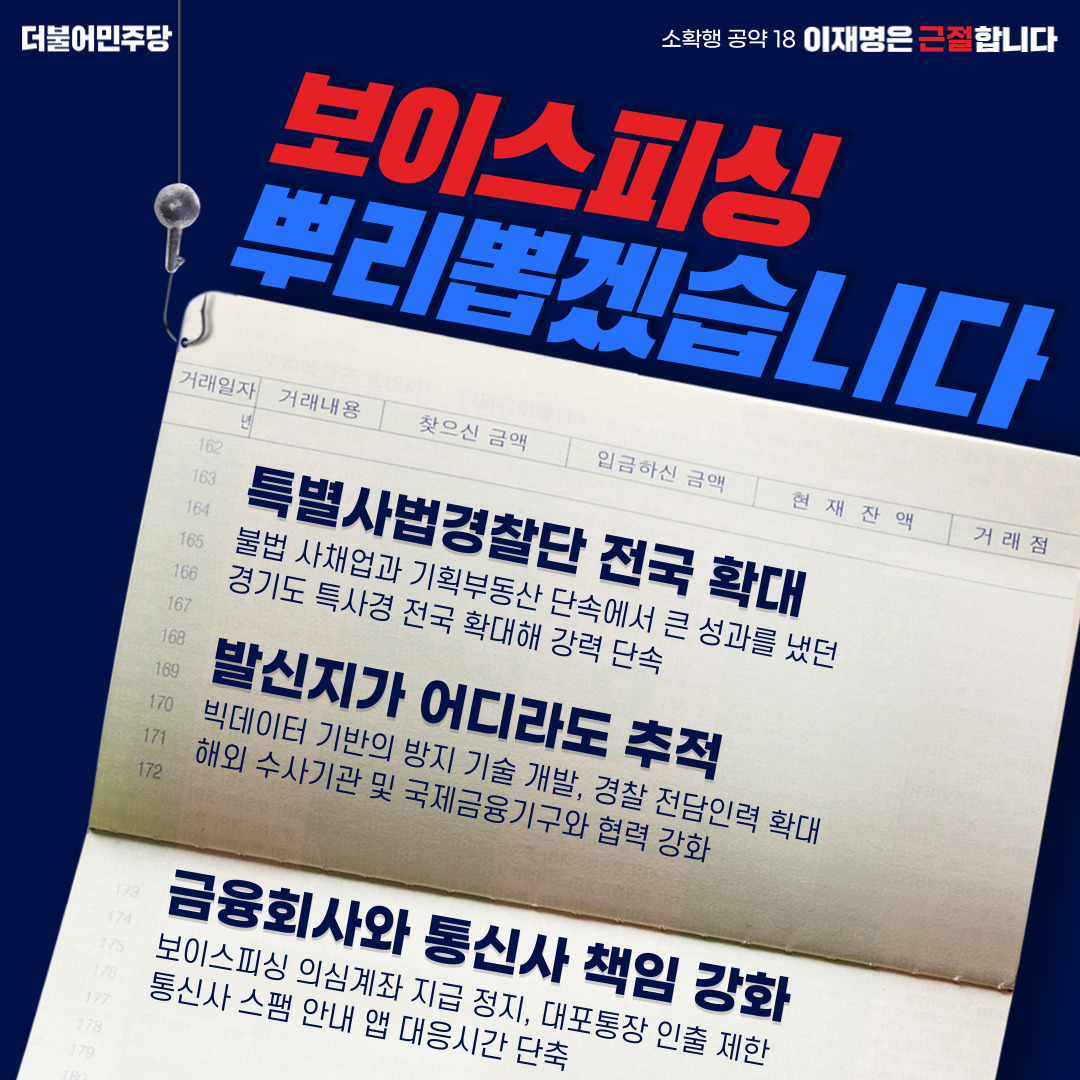 더불어민주당
소확행 공약 18 이재명은 근절합니다
보이스피싱
뿌리뽑겠습니다
거래일자 거래내용 찾으신 금액 입금하신 금액 현재잔액 거래점
년
162
163
164
165
166
167
168
169
170
171
172
특별사법경찰단 전국 확대
불법 사채업과 기획부동산 단속에서 큰 성과를 냈던
경기도 특사경 전국 확대해 강력 단속
발신지가 어디라도 추적
빅데이터 기반의 방지 기술 개발, 경찰 전담인력 확대
해외 수사기관 및 국제금융기구와 협력 강화
173
174
175
176
177
178
179
180
금융회사와 통신사 책임 강화
보이스피싱 의심계좌 지급 정지, 대포통장 인출 제한
통신사 스팸 안내 앱 대응시간 단축